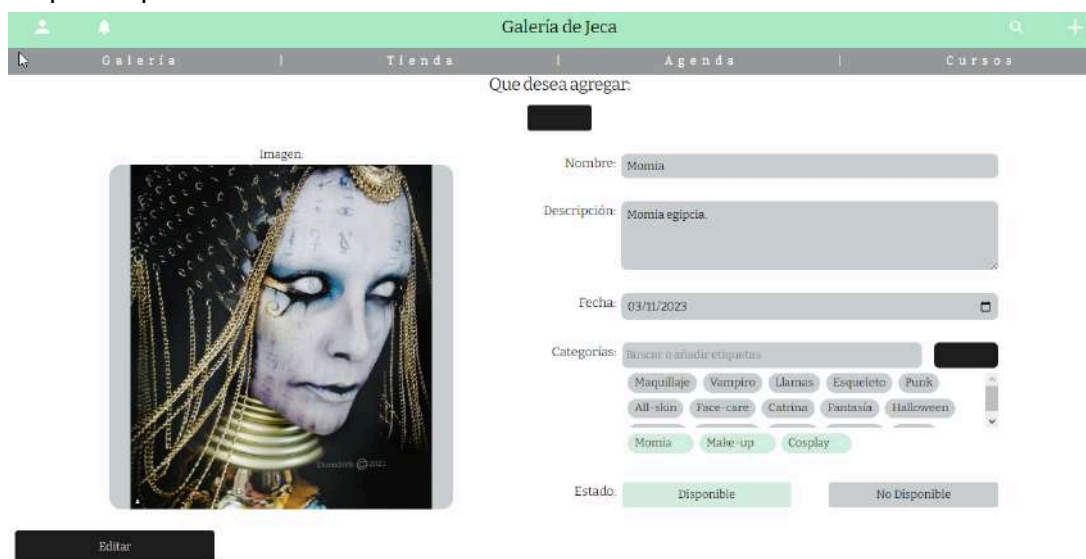 Galería de Jeca
Galería | Tienda | Agenda | Cursos
Que desea agregar:
Imagen:
Nombre: Momia
Descripción: Momia egipcia.
Fecha: 03/11/2023
Categorías: Buscar o añadir etiquetas
Maquillaje Vampiro Llamas Esqueleto Punk
All-skin Face-care Catrina Fantasía Halloween
Momia Make-up Cosplay
Estado: Disponible No Disponible
Editar